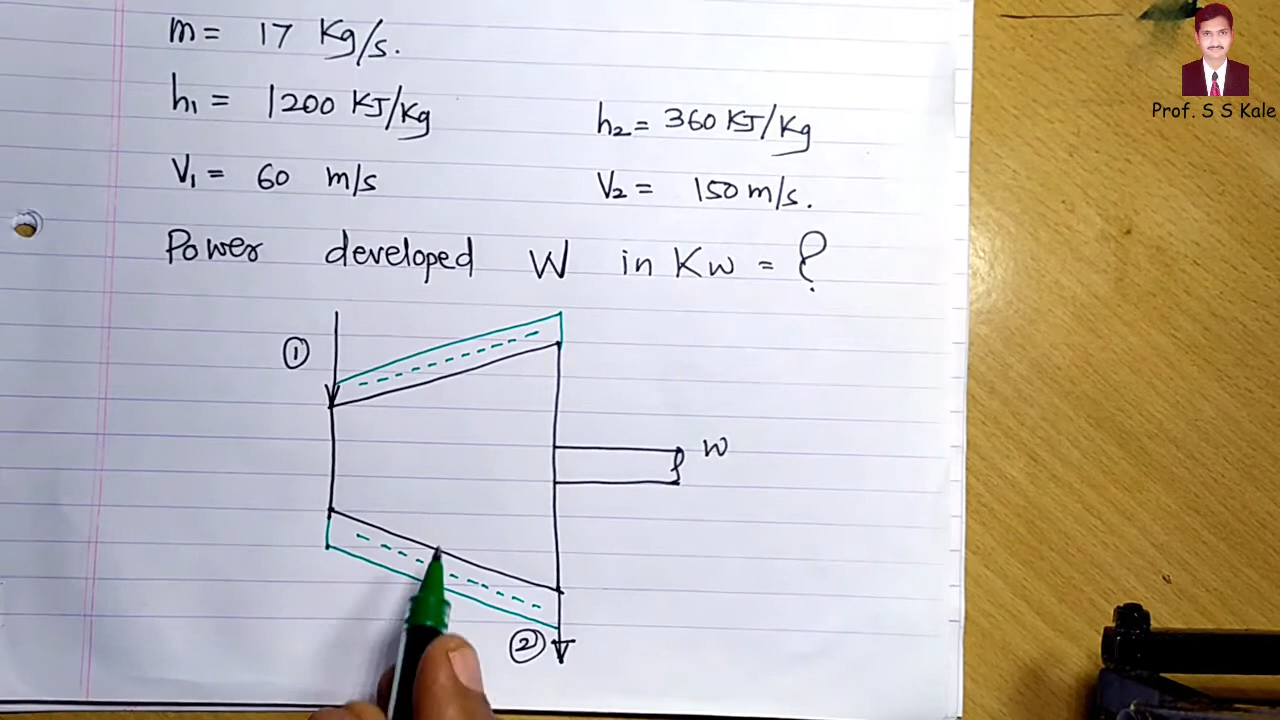 m = 17 Kg/s.
h₁ = 1200 KJ/Kg
h₂ = 360 KJ/Kg
V₁ = 60 m/s
V₂ = 150 m/s.
Power developed W in Kw = ?
①
W
②
Prof. S S Kale